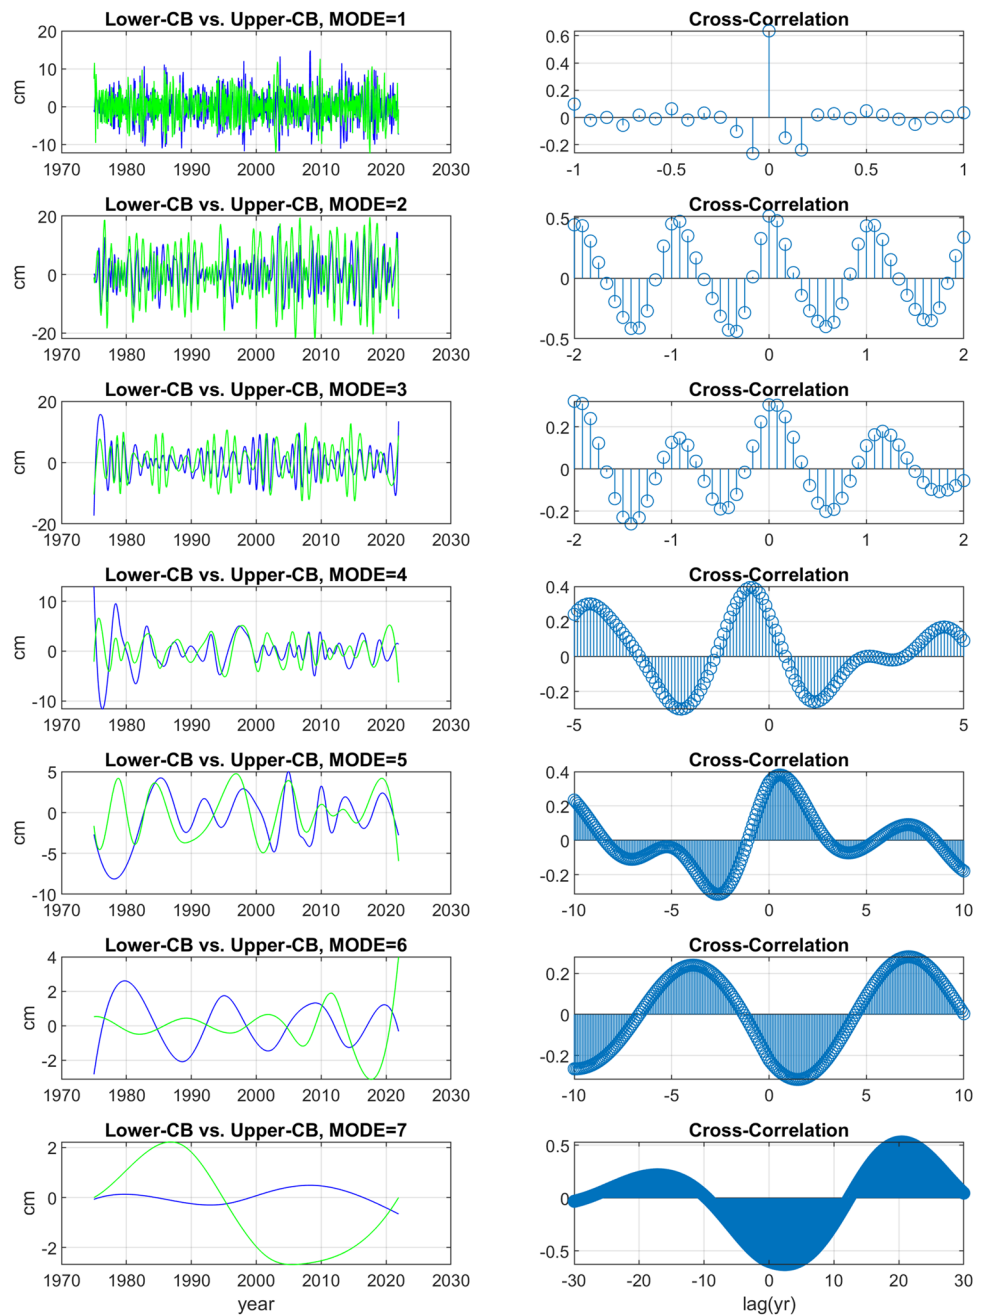 Lower-CB vs. Upper-CB, MODE=1
20
10
0
-10
cm
1970 1980 1990 2000 2010 2020 2030
Cross-Correlation
0.6
0.4
0.2
0
-0.2
-1 -0.5 0 0.5 1
Lower-CB vs. Upper-CB, MODE=2
20
0
-20
cm
1970 1980 1990 2000 2010 2020 2030
Cross-Correlation
0.5
0
-0.5
-2 -1 0 1 2
Lower-CB vs. Upper-CB, MODE=3
20
0
-20
cm
1970 1980 1990 2000 2010 2020 2030
Cross-Correlation
0.2
0
-0.2
-2 -1 0 1 2
Lower-CB vs. Upper-CB, MODE=4
10
0
-10
cm
1970 1980 1990 2000 2010 2020 2030
Cross-Correlation
0.4
0.2
0
-0.2
-5 0 5
Lower-CB vs. Upper-CB, MODE=5
5
0
-5
-10
cm
1970 1980 1990 2000 2010 2020 2030
Cross-Correlation
0.4
0.2
0
-0.2
-10 -5 0 5 10
Lower-CB vs. Upper-CB, MODE=6
4
2
0
-2
cm
1970 1980 1990 2000 2010 2020 2030
Cross-Correlation
0.2
0
-0.2
-10 -5 0 5 10
Lower-CB vs. Upper-CB, MODE=7
2
0
-2
cm
1970 1980 1990 2000 2010 2020 2030
year
Cross-Correlation
0.5
0
-0.5
-30 -20 -10 0 10 20 30
lag(yr)